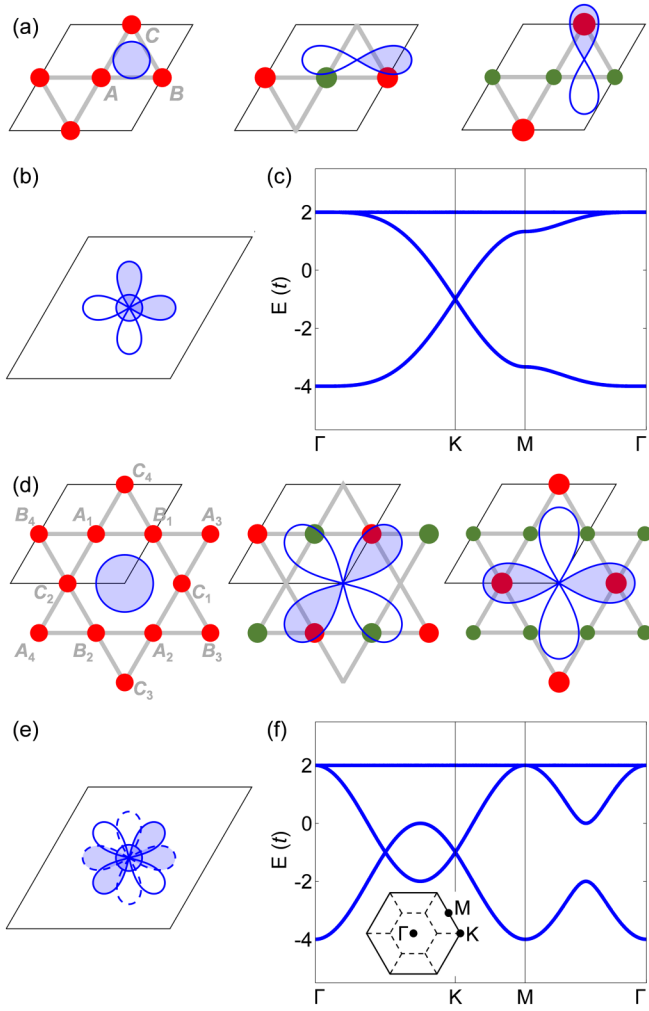 (a)
C
A
B
(b)
(c)
2
0
-2
-4
E (t)
Γ
K
M
Γ
(d)
C4
B4
A1
B1
A3
C2
C1
A4
B2
A2
B3
C3
(e)
(f)
2
0
-2
-4
E (t)
M
Γ
K
Γ
K
M
Γ